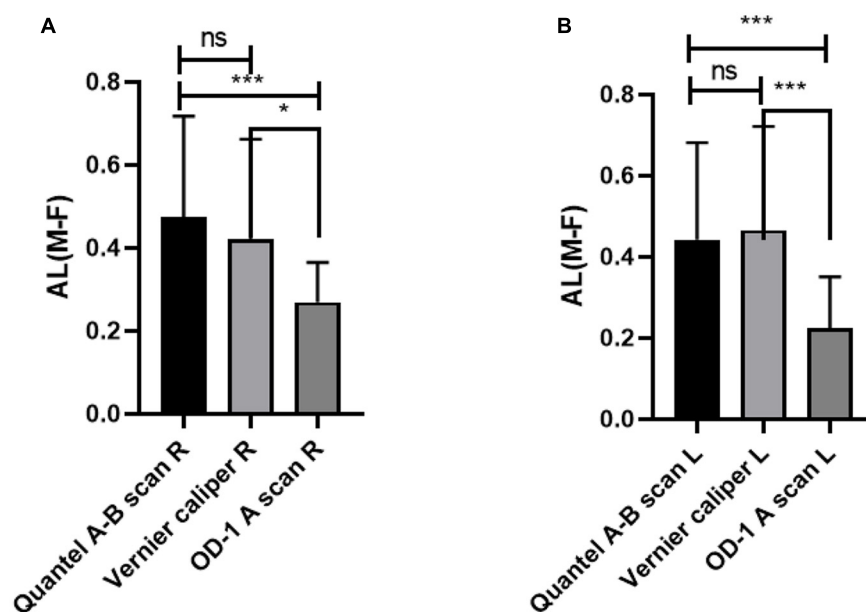 A
ns
***
*
0.8
0.6
0.4
0.2
0.0
AL(M-F)
Quantel A-B scan R
Vernier caliper R
OD-1 A scan R
B
***
ns
***
0.8
0.6
0.4
0.2
0.0
AL(M-F)
Quantel A-B scan L
Vernier caliper L
OD-1 A scan L